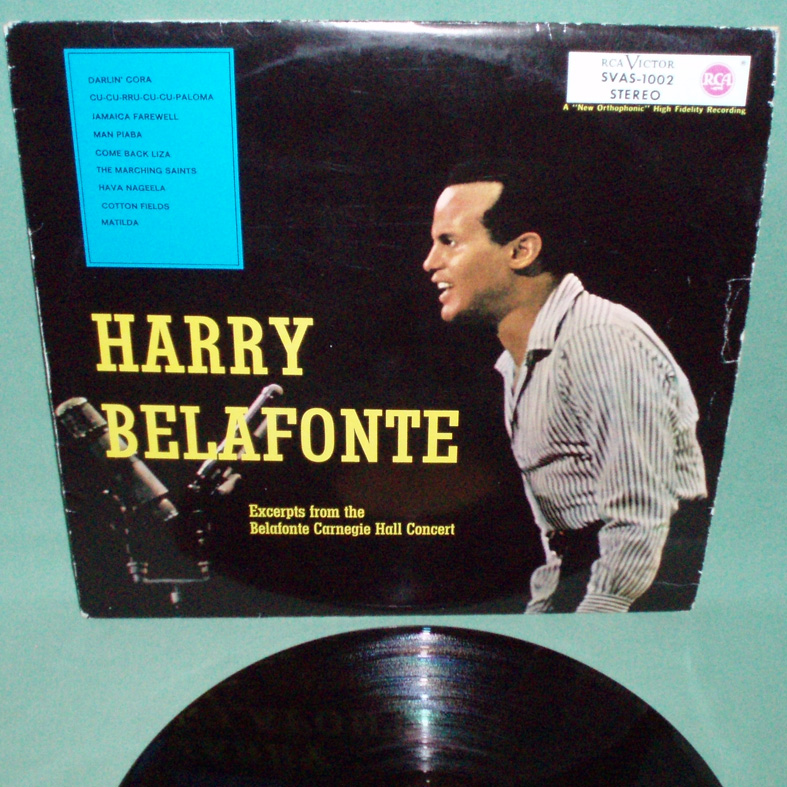 DARLIN' CORA
CU-CU-RRU-CU-CU-PALOMA
JAMAICA FAREWELL
MAN PIABA
COME BACK LIZA
THE MARCHING SAINTS
HAVA NAGEELA
COTTON FIELDS
MATILDA
RCA VICTOR
SVAS-1002
STEREO
RCA
A "New Orthophonic" High Fidelity Recording
HARRY
BELAFONTE
Excerpts from the
Belafonte Carnegie Hall Concert